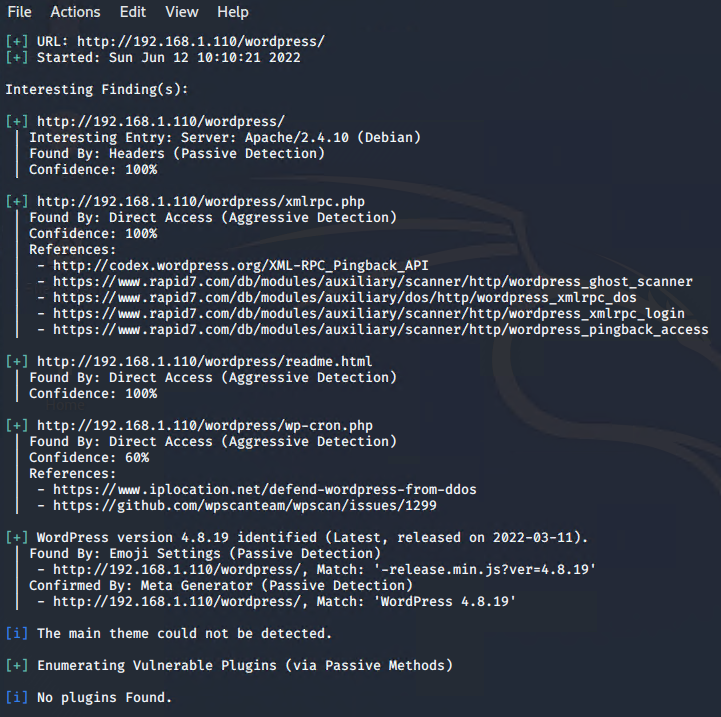 File Actions Edit View Help
[+] URL: http://192.168.1.110/wordpress/
[+] Started: Sun Jun 12 10:10:21 2022
Interesting Finding(s):
[+] http://192.168.1.110/wordpress/
| Interesting Entry: Server: Apache/2.4.10 (Debian)
| Found By: Headers (Passive Detection)
| Confidence: 100%
[+] http://192.168.1.110/wordpress/xmlrpc.php
| Found By: Direct Access (Aggressive Detection)
| Confidence: 100%
| References:
|  - http://codex.wordpress.org/XML-RPC_Pingback_API
|  - https://www.rapid7.com/db/modules/auxiliary/scanner/http/wordpress_ghost_scanner
|  - https://www.rapid7.com/db/modules/auxiliary/dos/http/wordpress_xmlrpc_dos
|  - https://www.rapid7.com/db/modules/auxiliary/scanner/http/wordpress_xmlrpc_login
|  - https://www.rapid7.com/db/modules/auxiliary/scanner/http/wordpress_pingback_access
[+] http://192.168.1.110/wordpress/readme.html
| Found By: Direct Access (Aggressive Detection)
| Confidence: 100%
[+] http://192.168.1.110/wordpress/wp-cron.php
| Found By: Direct Access (Aggressive Detection)
| Confidence: 60%
| References:
|  - https://www.iplocation.net/defend-wordpress-from-ddos
|  - https://github.com/wpscanteam/wpscan/issues/1299
[+] WordPress version 4.8.19 identified (Latest, released on 2022-03-11).
| Found By: Emoji Settings (Passive Detection)
|  - http://192.168.1.110/wordpress/, Match: '-release.min.js?ver=4.8.19'
| Confirmed By: Meta Generator (Passive Detection)
|  - http://192.168.1.110/wordpress/, Match: 'WordPress 4.8.19'
[i] The main theme could not be detected.
[+] Enumerating Vulnerable Plugins (via Passive Methods)
[i] No plugins Found.